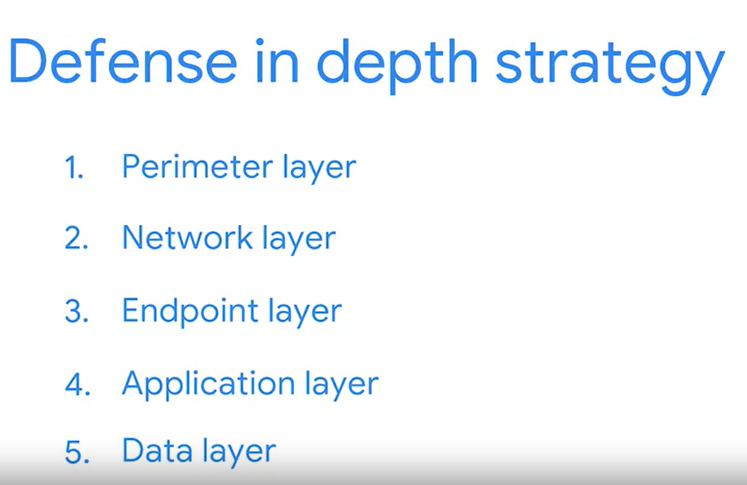 Defense in depth strategy
1. Perimeter layer
2. Network layer
3. Endpoint layer
4. Application layer
5. Data layer